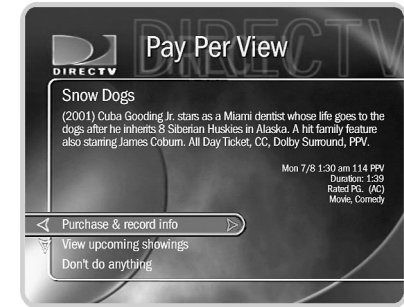 DIRECTV
Pay Per View
DIRECTV
Snow Dogs
(2001) Cuba Gooding Jr. stars as a Miami dentist whose life goes to the
dogs after he inherits 8 Siberian Huskies in Alaska. A hit family feature
also starring James Coburn. All Day Ticket, CC, Dolby Surround, PPV.
Mon 7/8 1:30 am 114 PPV
Duration: 1:39
Rated PG. (AC)
Movie, Comedy
Purchase & record info
View upcoming showings
Don't do anything